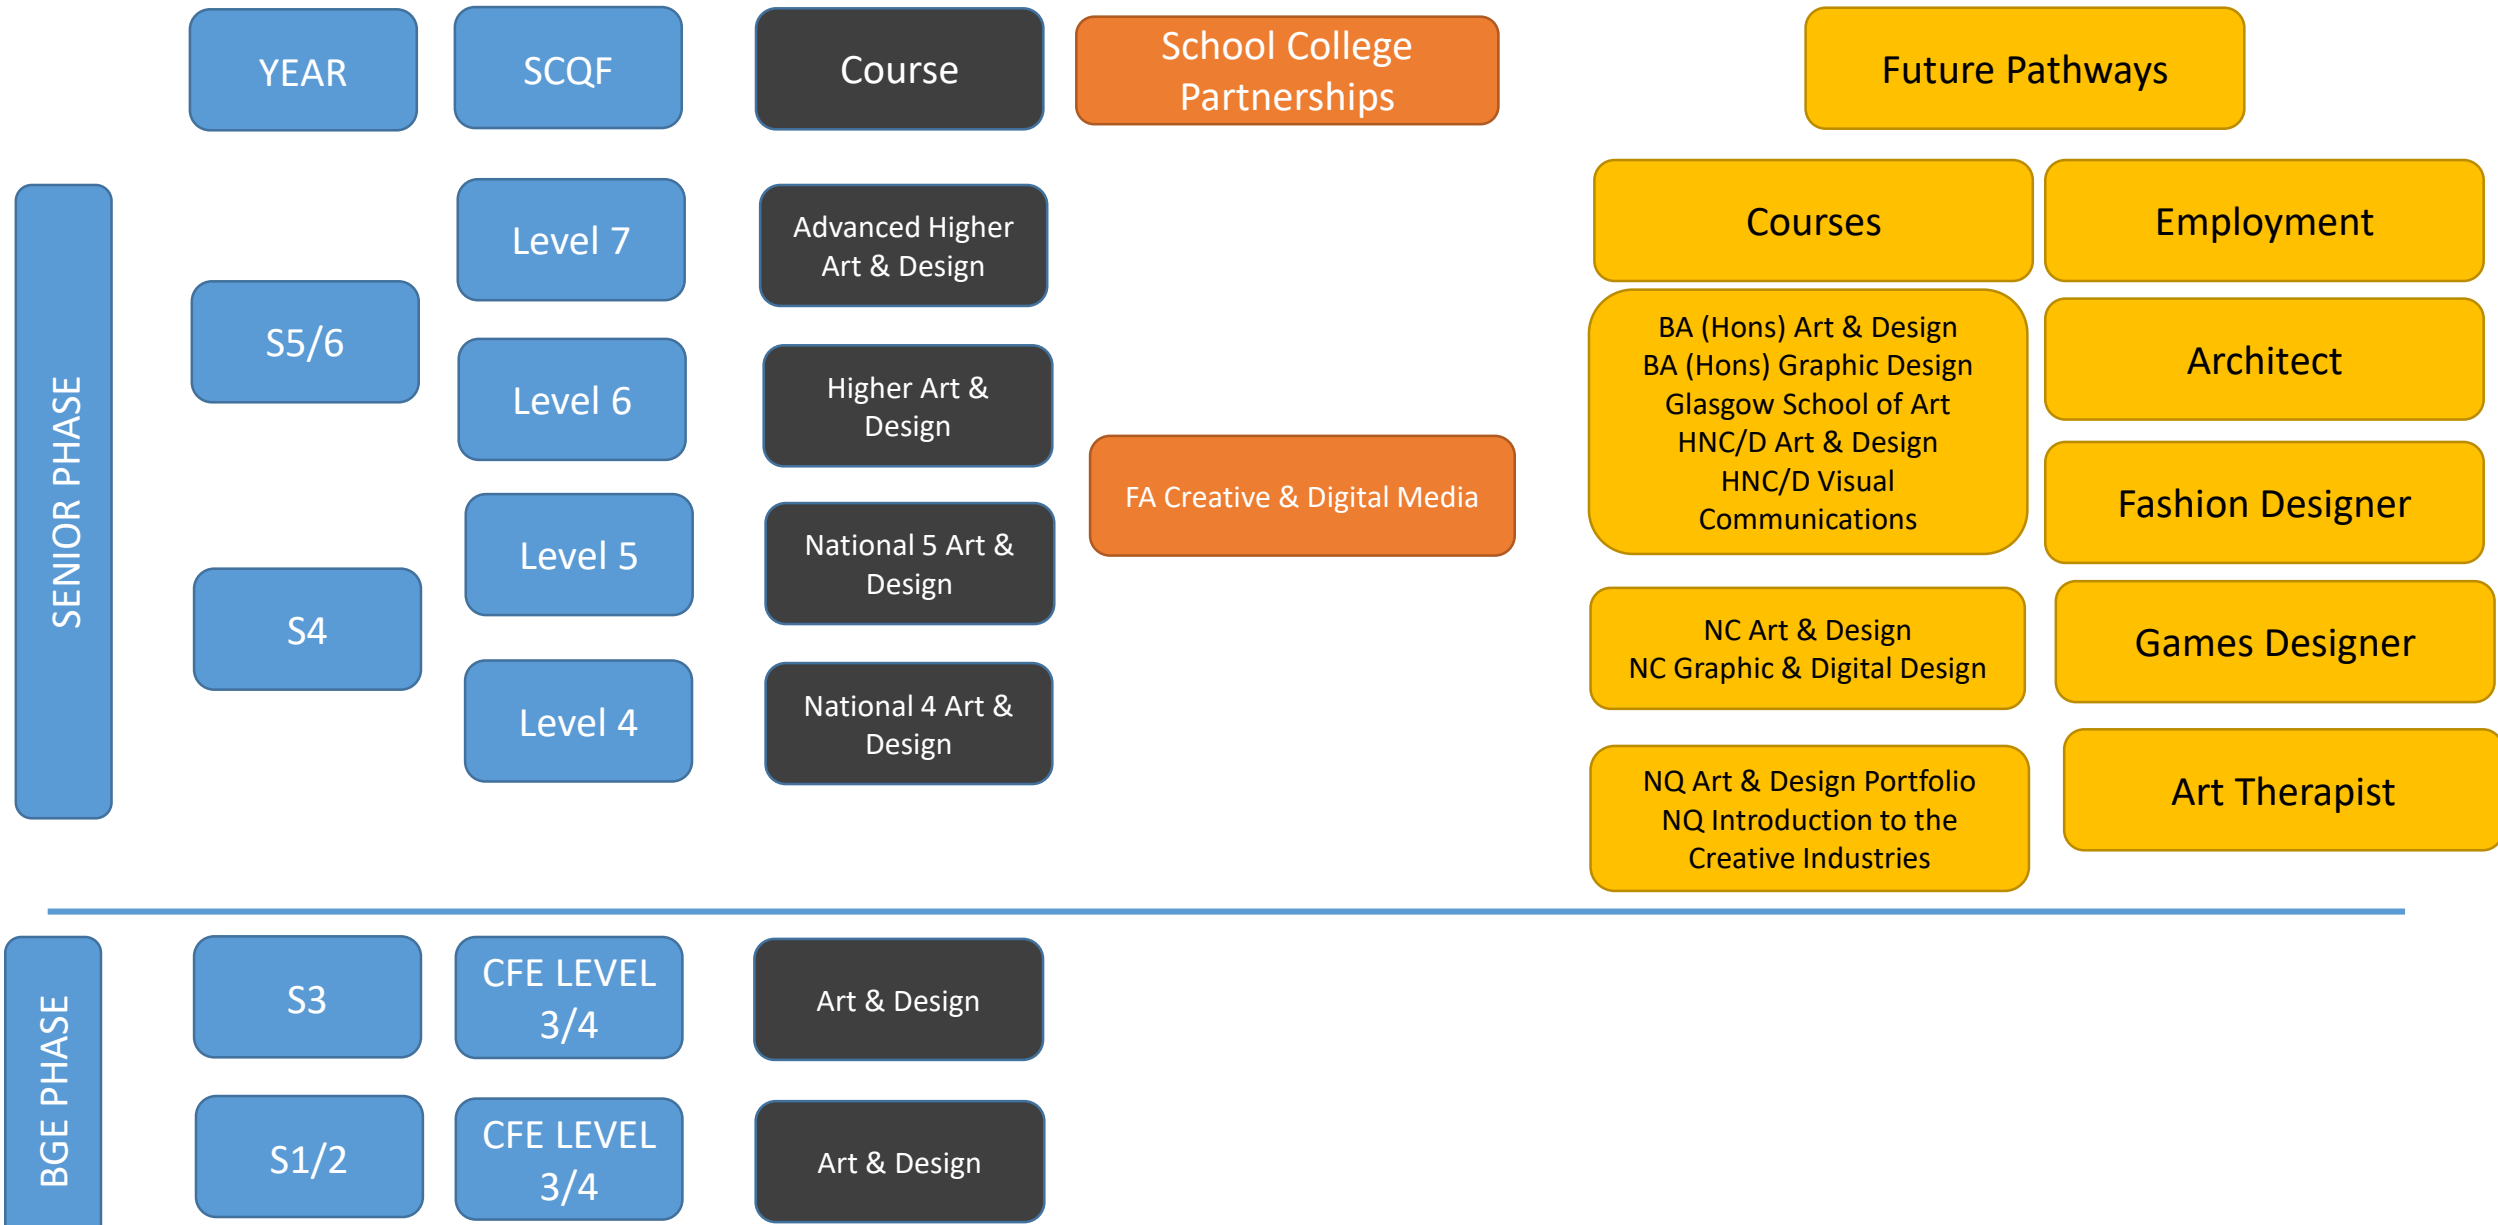 YEAR
SCQF
Course
School College
Partnerships
Future Pathways
SENIOR PHASE
S5/6
S4
Level 7
Level 6
Level 5
Level 4
Advanced Higher
Art & Design
Higher Art &
Design
National 5 Art &
Design
National 4 Art &
Design
FA Creative & Digital Media
Courses
BA (Hons) Art & Design
BA (Hons) Graphic Design
Glasgow School of Art
HNC/D Art & Design
HNC/D Visual
Communications
NC Art & Design
NC Graphic & Digital Design
NQ Art & Design Portfolio
NQ Introduction to the
Creative Industries
Employment
Architect
Fashion Designer
Games Designer
Art Therapist
BGE PHASE
S3
CFE LEVEL
3/4
Art & Design
S1/2
CFE LEVEL
3/4
Art & Design